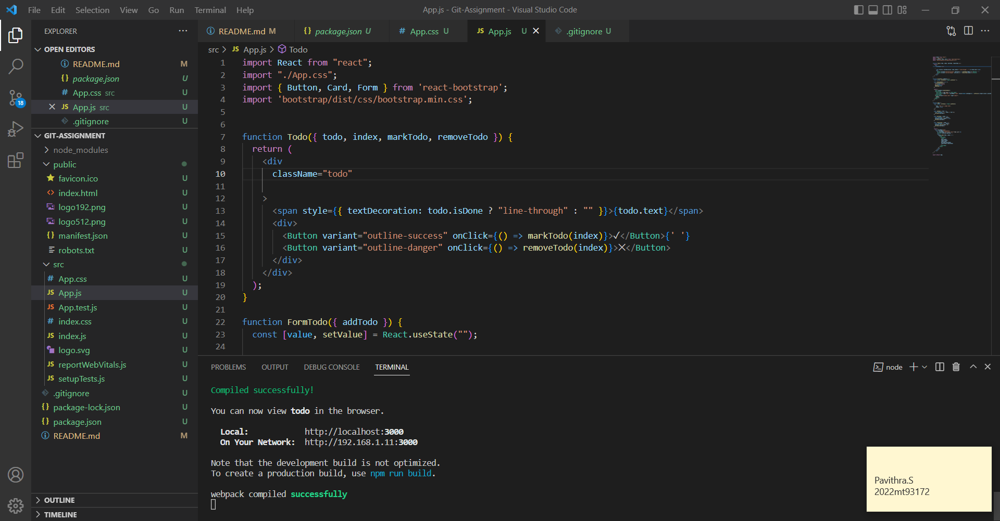 File Edit Selection View Go Run Terminal Help
App.js - Git-Assignment - Visual Studio Code
EXPLORER
OPEN EDITORS
README.md M
package.json U
App.css src U
JS App.js src U
.gitignore U
GIT-ASSIGNMENT
node_modules
public
favicon.ico U
index.html U
logo192.png U
logo512.png U
manifest.json U
robots.txt U
src
App.css U
JS App.js U
JS App.test.js U
index.css U
JS index.js U
logo.svg U
JS reportWebVitals.js U
JS setupTests.js U
.gitignore U
package-lock.json U
package.json U
README.md M
OUTLINE
TIMELINE
18
README.md M
{} package.json U
# App.css U
JS App.js U
.gitignore U
src > JS App.js > Todo
1 import React from "react";
2 import "./App.css";
3 import { Button, Card, Form } from 'react-bootstrap';
4 import 'bootstrap/dist/css/bootstrap.min.css';
5
6
7 function Todo({ todo, index, markTodo, removeTodo }) {
8 return (
9 <div
10 className="todo"
11
12 >
13 <span style={{ textDecoration: todo.isDone ? "line-through" : "" }}>{todo.text}</span>
14 <div>
15 <Button variant="outline-success" onClick={() => markTodo(index)}>✓</Button>{' '}
16 <Button variant="outline-danger" onClick={() => removeTodo(index)}>✕</Button>
17 </div>
18 </div>
19 );
20 }
21
22 function FormTodo({ addTodo }) {
23 const [value, setValue] = React.useState("");
24
PROBLEMS OUTPUT DEBUG CONSOLE TERMINAL
node
Compiled successfully!
You can now view todo in the browser.
Local: http://localhost:3000
On Your Network: http://192.168.1.11:3000
Note that the development build is not optimized.
To create a production build, use npm run build.
webpack compiled successfully
Pavithra.S
2022mt93172